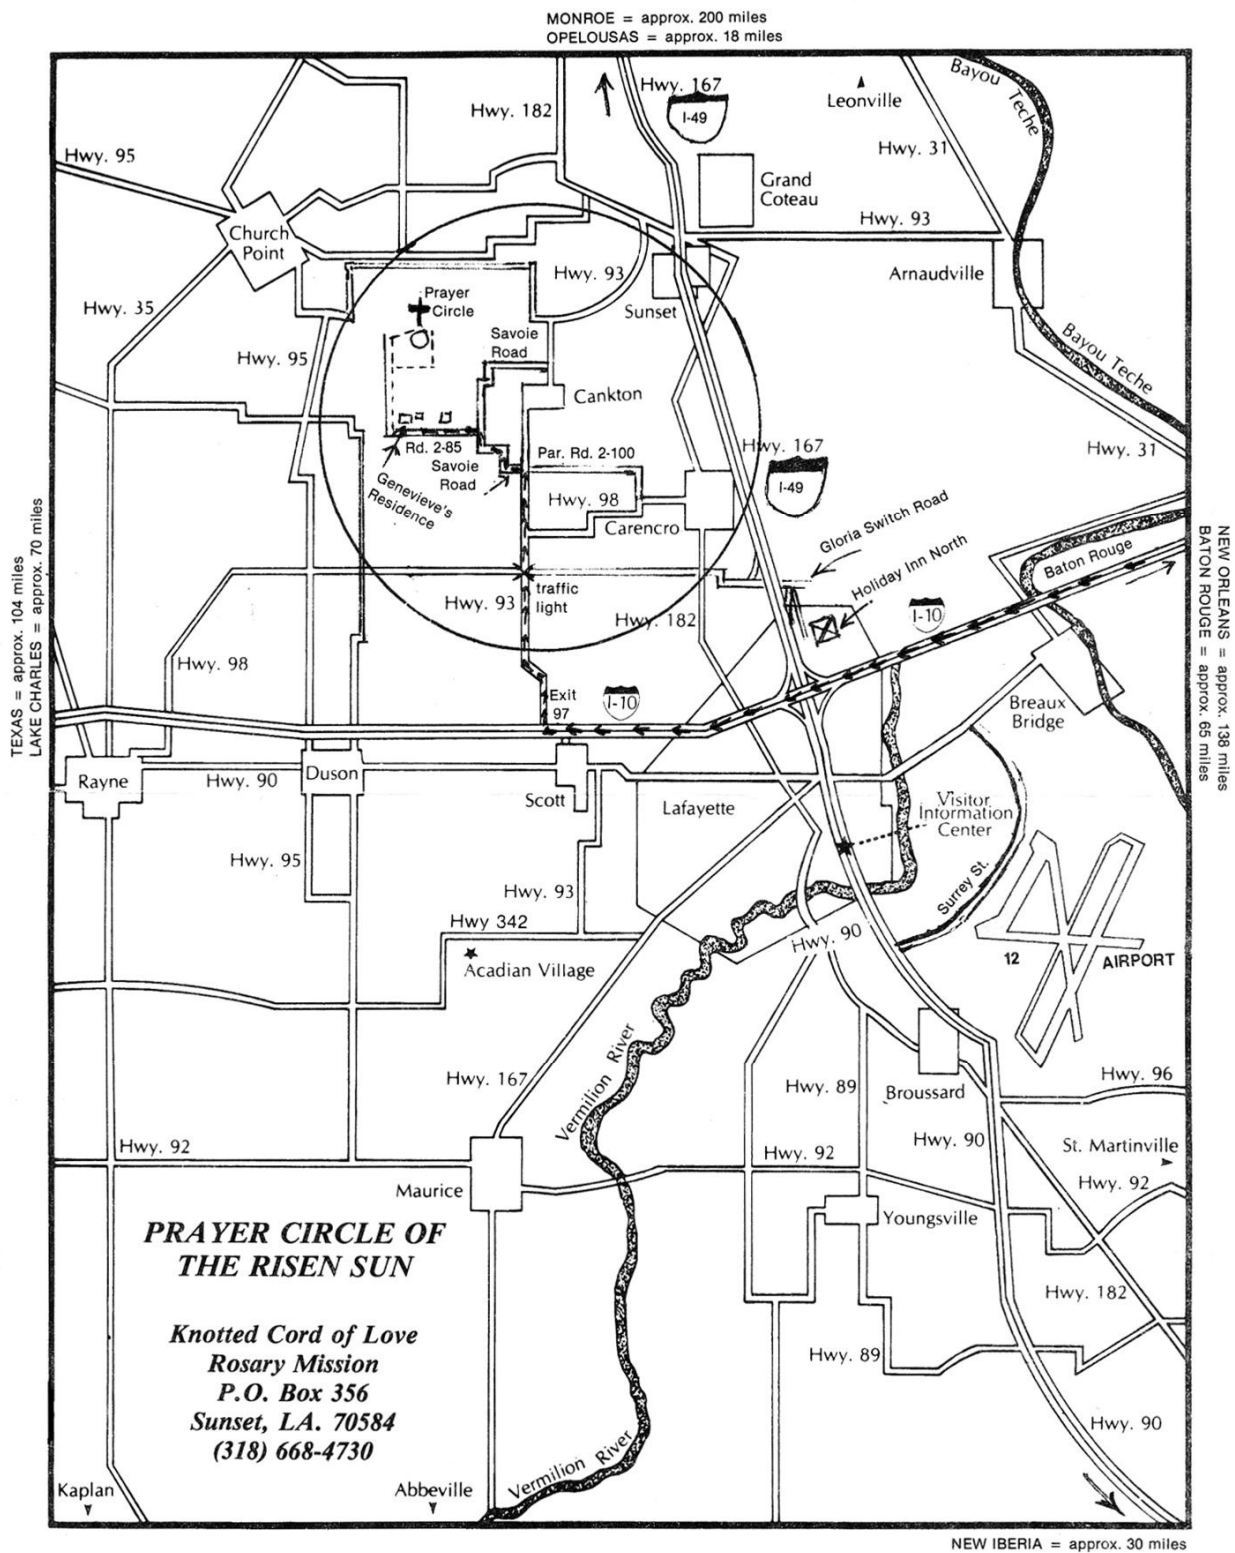 MONROE = approx. 200 miles
OPELOUSAS = approx. 18 miles
Hwy. 167
I-49
Leonville
Bayou Teche
Hwy. 182
Hwy. 31
Hwy. 95
Grand
Coteau
Hwy. 93
Church
Point
Hwy. 93
Arnaudville
Prayer
Circle
Sunset
Hwy. 35
Savoie
Road
Hwy. 95
Bayou Teche
Cankton
Hwy. 167
Hwy. 31
Rd. 2-85
Par. Rd. 2-100
Savoie
Road
I-49
Genevieve's
Residence
Hwy. 98
Carencro
Gloria Switch Road
Holiday Inn North
Baton Rouge
traffic
light
Hwy. 93
Hwy. 182
I-10
Hwy. 98
Exit
97
I-10
Breaux
Bridge
TEXAS = approx. 104 miles
LAKE CHARLES = approx. 70 miles
NEW ORLEANS = approx. 138 miles
BATON ROUGE = approx. 65 miles
Rayne
Hwy. 90
Duson
Scott
Lafayette
Visitor
Information
Center
Hwy. 95
Hwy. 93
Surrey St.
Hwy 342
Hwy. 90
12
AIRPORT
Acadian Village
Vermilion River
Hwy. 167
Hwy. 89
Broussard
Hwy. 96
Hwy. 92
Hwy. 92
Hwy. 90
St. Martinville
Hwy. 92
Maurice
Youngsville
PRAYER CIRCLE OF
THE RISEN SUN
Hwy. 182
Knotted Cord of Love
Rosary Mission
P.O. Box 356
Sunset, LA. 70584
(318) 668-4730
Hwy. 89
Hwy. 90
Vermilion River
Kaplan
Abbeville
NEW IBERIA = approx. 30 miles